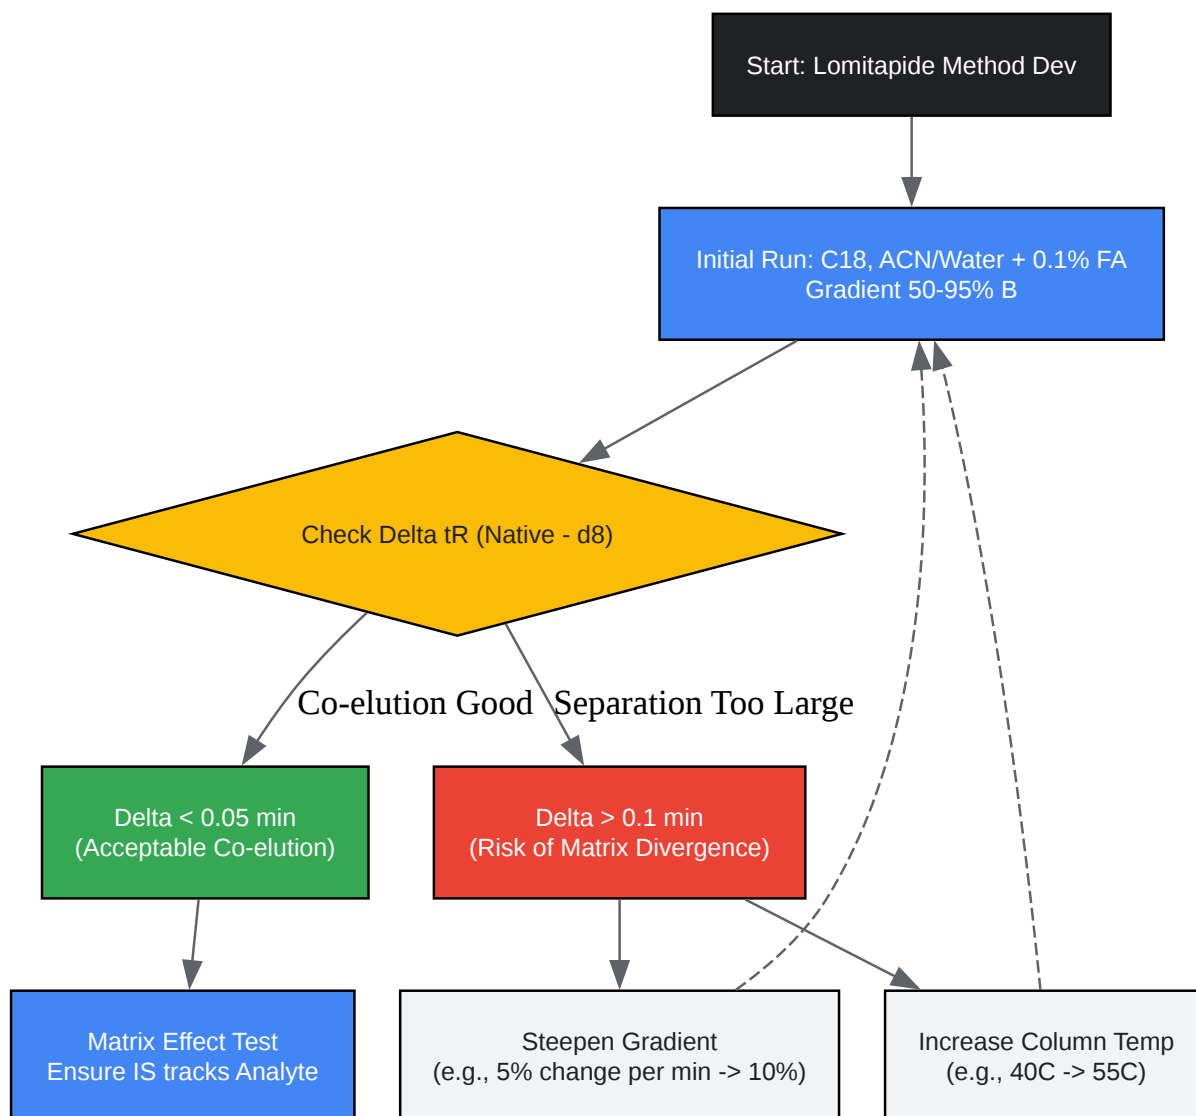 Start: Lomitapide Method Dev
Initial Run: C18, ACN/Water + 0.1% FA
Gradient 50-95% B
Check Delta tR (Native - d8)
Co-elution Good
Separation Too Large
Delta < 0.05 min
(Acceptable Co-elution)
Delta > 0.1 min
(Risk of Matrix Divergence)
Matrix Effect Test
Ensure IS tracks Analyte
Steepen Gradient
(e.g., 5% change per min -> 10%)
Increase Column Temp
(e.g., 40C -> 55C)